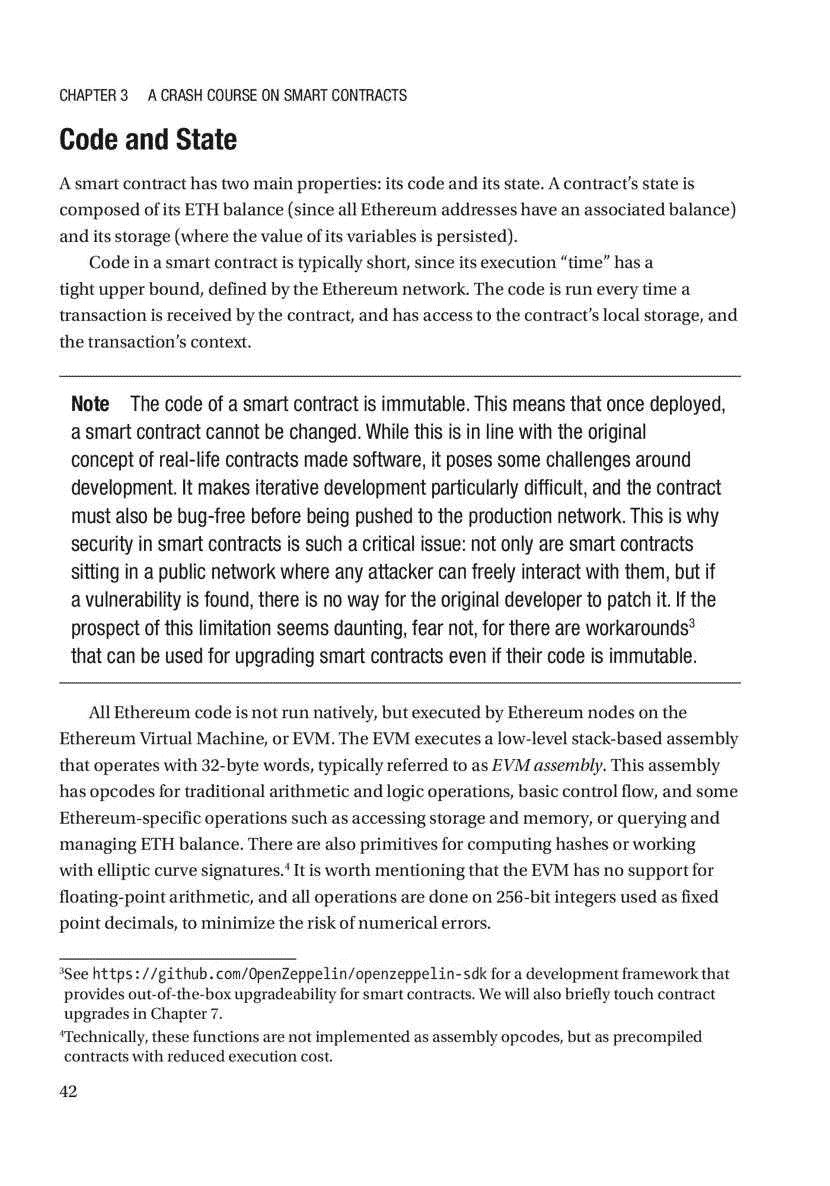 CHAPTER 3 A CRASH COURSE ON SMART CONTRACTS
Code and State
A smart contract has two main properties: its code and its state. A contract’s state is
composed of its ETH balance (since all Ethereum addresses have an associated balance)
and its storage (where the value of its variables is persisted).
Code in a smart contract is typically short, since its execution “time” has a
tight upper bound, defined by the Ethereum network. The code is run every time a
transaction is received by the contract, and has access to the contract’s local storage, and
the transaction’s context.
Note The code of a smart contract is immutable. This means that once deployed,
a smart contract cannot be changed. While this is in line with the original
concept of real-life contracts made software, it poses some challenges around
development. It makes iterative development particularly difficult, and the contract
must also be bug-free before being pushed to the production network. This is why
security in smart contracts is such a critical issue: not only are smart contracts
sitting in a public network where any attacker can freely interact with them, but if
a vulnerability is found, there is no way for the original developer to patch it. If the
prospect of this limitation seems daunting, fear not, for there are workarounds³
that can be used for upgrading smart contracts even if their code is immutable.
All Ethereum code is not run natively, but executed by Ethereum nodes on the
Ethereum Virtual Machine, or EVM. The EVM executes a low-level stack-based assembly
that operates with 32-byte words, typically referred to as EVM assembly. This assembly
has opcodes for traditional arithmetic and logic operations, basic control flow, and some
Ethereum-specific operations such as accessing storage and memory, or querying and
managing ETH balance. There are also primitives for computing hashes or working
with elliptic curve signatures.⁴ It is worth mentioning that the EVM has no support for
floating-point arithmetic, and all operations are done on 256-bit integers used as fixed
point decimals, to minimize the risk of numerical errors.
³See https://github.com/OpenZeppelin/openzeppelin-sdk for a development framework that
provides out-of-the-box upgradeability for smart contracts. We will also briefly touch contract
upgrades in Chapter 7.
⁴Technically, these functions are not implemented as assembly opcodes, but as precompiled
contracts with reduced execution cost.
42